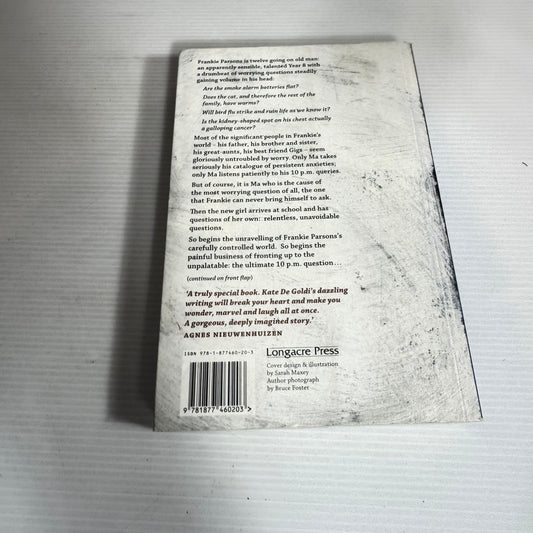 Frankie Parsons is twelve going on old man:
an apparently sensible, talented Year 8 with
a drumbeat of worrying questions steadily
gaining volume in his head:
Are the smoke alarm batteries flat?
Does the cat, and therefore the rest of the
family, have worms?
Will bird flu strike and ruin life as we know it?
Is the kidney-shaped spot on his chest actually
a galloping cancer?
Most of the significant people in Frankie's
world – his father, his brother and sister,
his great-aunts, his best friend Gigs – seem
gloriously untroubled by worry. Only Ma takes
seriously his catalogue of persistent anxieties;
only Ma listens patiently to his 10 p.m. queries.
But of course, it is Ma who is the cause of
the most worrying question of all, the one
that Frankie can never bring himself to ask.
Then the new girl arrives at school and has
questions of her own: relentless, unavoidable
questions.
So begins the unravelling of Frankie Parsons's
carefully controlled world. So begins the
painful business of fronting up to the
unpalatable: the ultimate 10 p.m. question ...
(continued on front flap)
'A truly special book. Kate De Goldi's dazzling
writing will break your heart and make you
wonder, marvel and laugh all at once.
A gorgeous, deeply imagined story.'
AGNES NIEUWENHUIZEN
ISBN 978-1-877460-20-3
Longacre Press
Cover design & illustration
by Sarah Maxey
Author photograph
by Bruce Foster
9 781877 460203 >